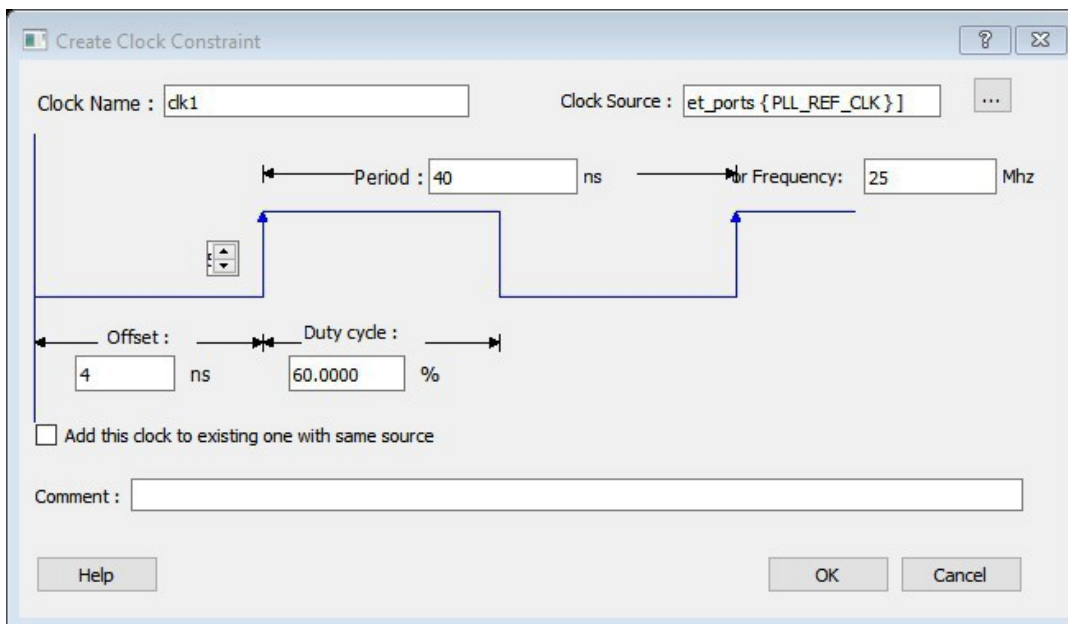 Create Clock Constraint
Clock Name : clk1 Clock Source : et_ports { PLL_REF_CLK } ] ...
Period : 40 ns or Frequency: 25 Mhz
Offset : Duty cycle :
4 ns 60.0000 %
Add this clock to existing one with same source
Comment :
Help OK Cancel